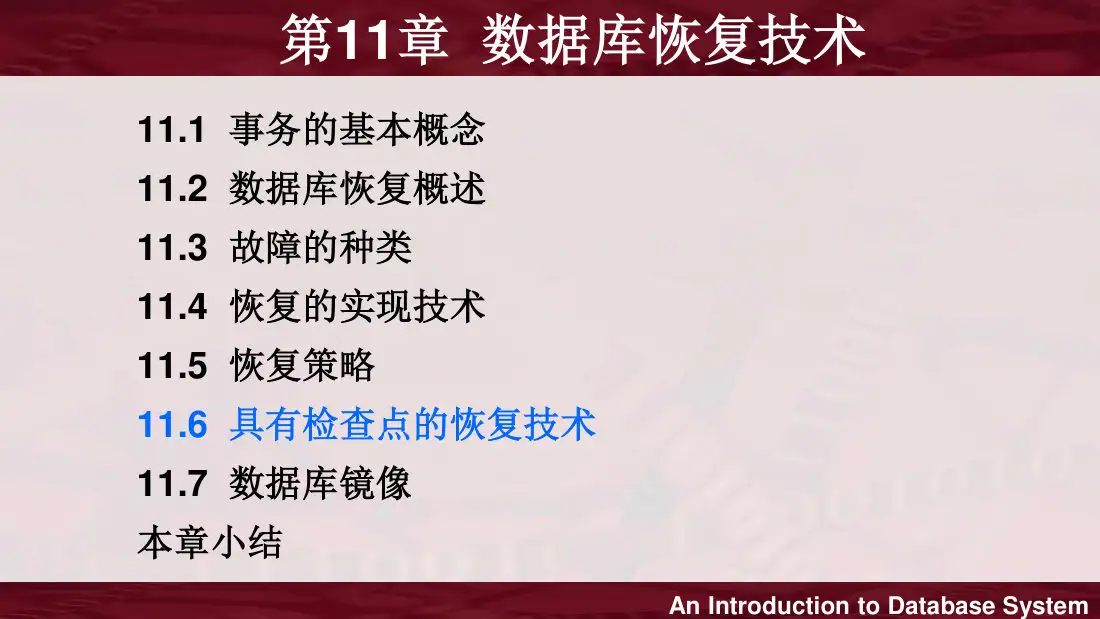 第11章 数据库恢复技术
11.1 事务的基本概念
11.2 数据库恢复概述
11.3 故障的种类
11.4 恢复的实现技术
11.5 恢复策略
11.6 具有检查点的恢复技术
11.7 数据库镜像
本章小结
An Introduction to Database System